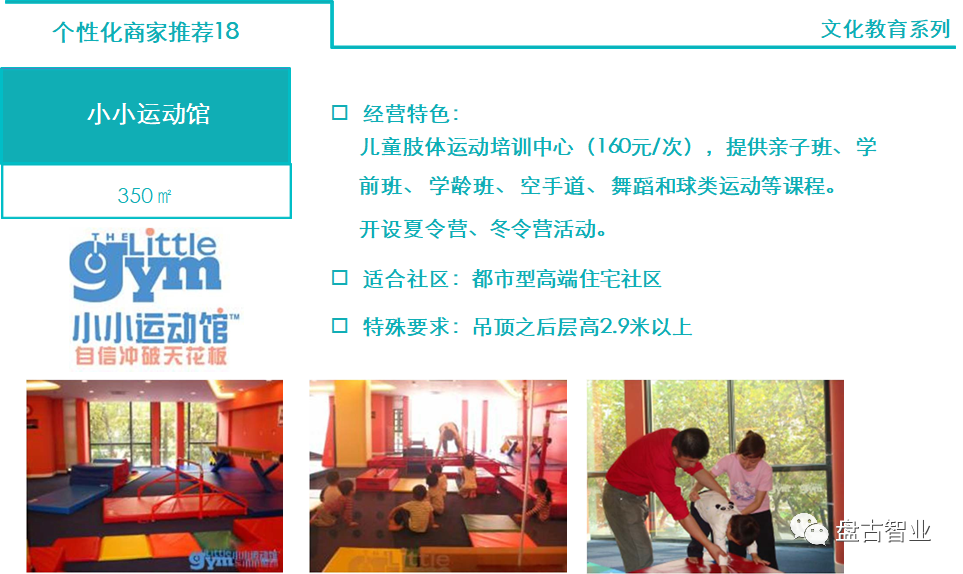 个性化商家推荐18
文化教育系列
小小运动馆
350㎡
□ 经营特色：
儿童肢体运动培训中心（160元/次），提供亲子班、学
前班、学龄班、空手道、舞蹈和球类运动等课程。
开设夏令营、冬令营活动。
□ 适合社区：都市型高端住宅社区
□ 特殊要求：吊顶之后层高2.9米以上
THE Little
gym
小小运动馆™
自信冲破天花板
Little
gym 小小运动馆
Little
gym
盘古智业